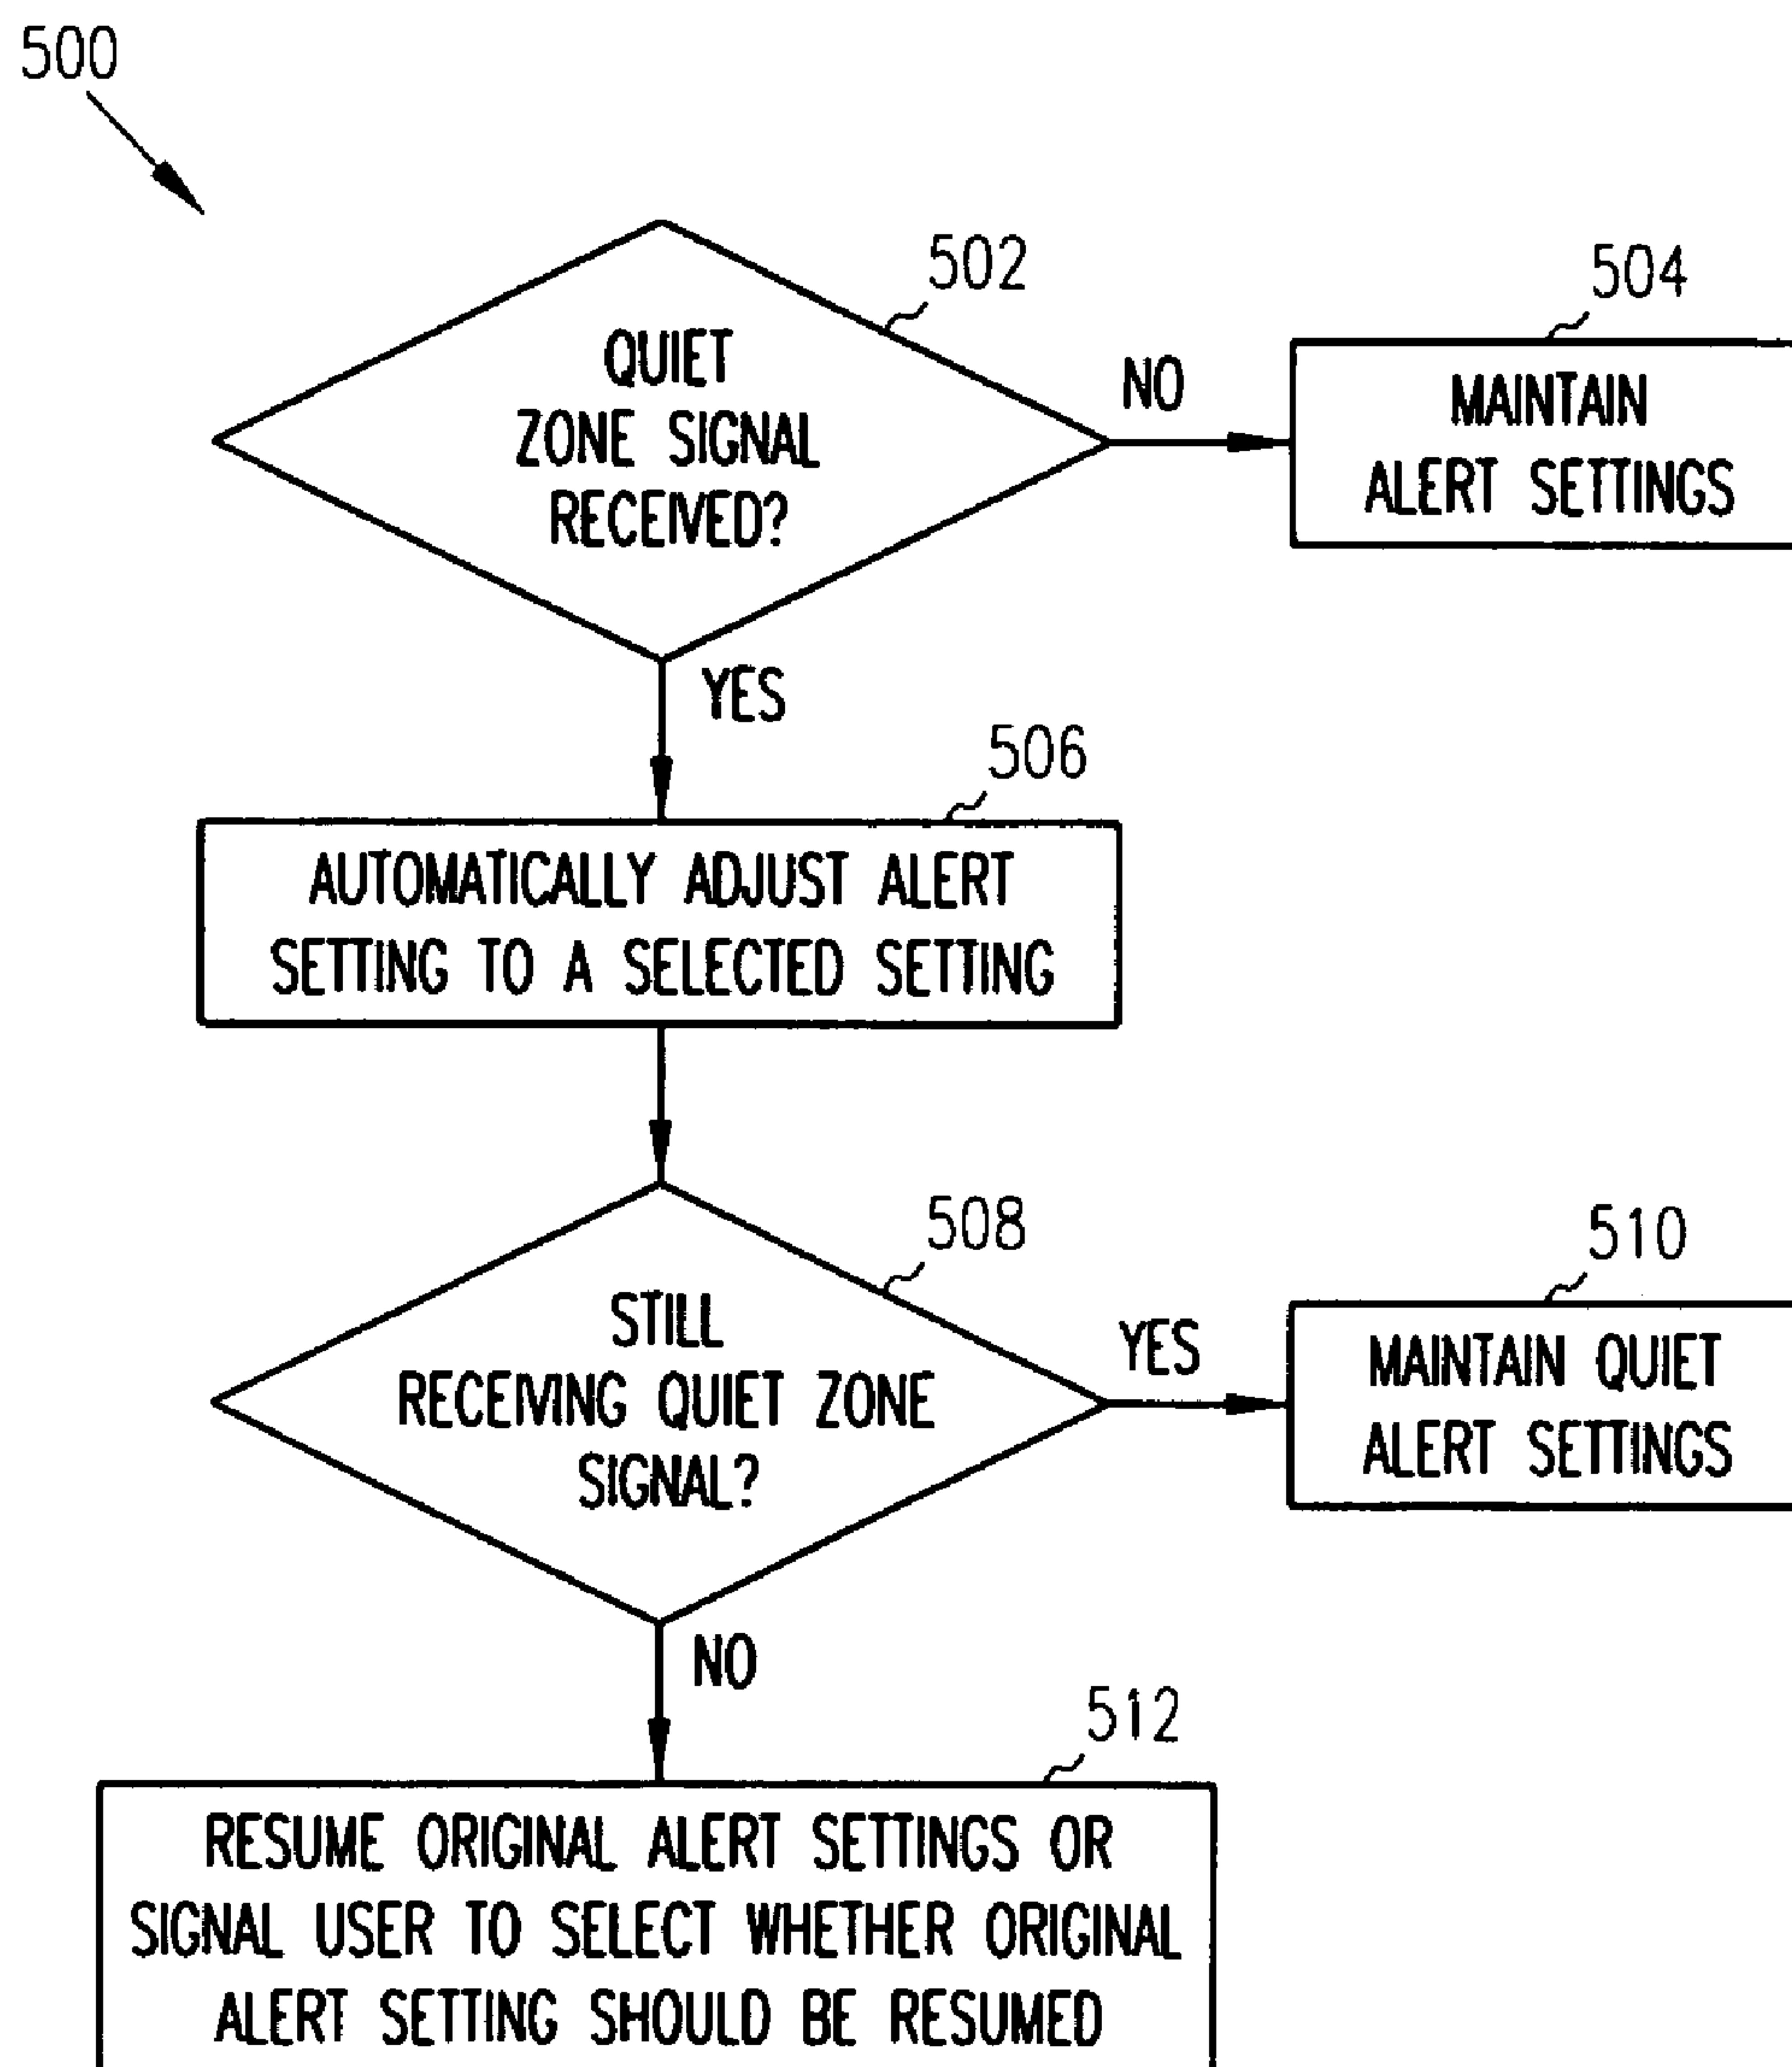 500
502
QUIET
ZONE SIGNAL
RECEIVED?
NO
504
MAINTAIN
ALERT SETTINGS
YES
506
AUTOMATICALLY ADJUST ALERT
SETTING TO A SELECTED SETTING
508
STILL
RECEIVING QUIET ZONE
SIGNAL?
YES
510
MAINTAIN QUIET
ALERT SETTINGS
NO
512
RESUME ORIGINAL ALERT SETTINGS OR
SIGNAL USER TO SELECT WHETHER ORIGINAL
ALERT SETTING SHOULD BE RESUMED